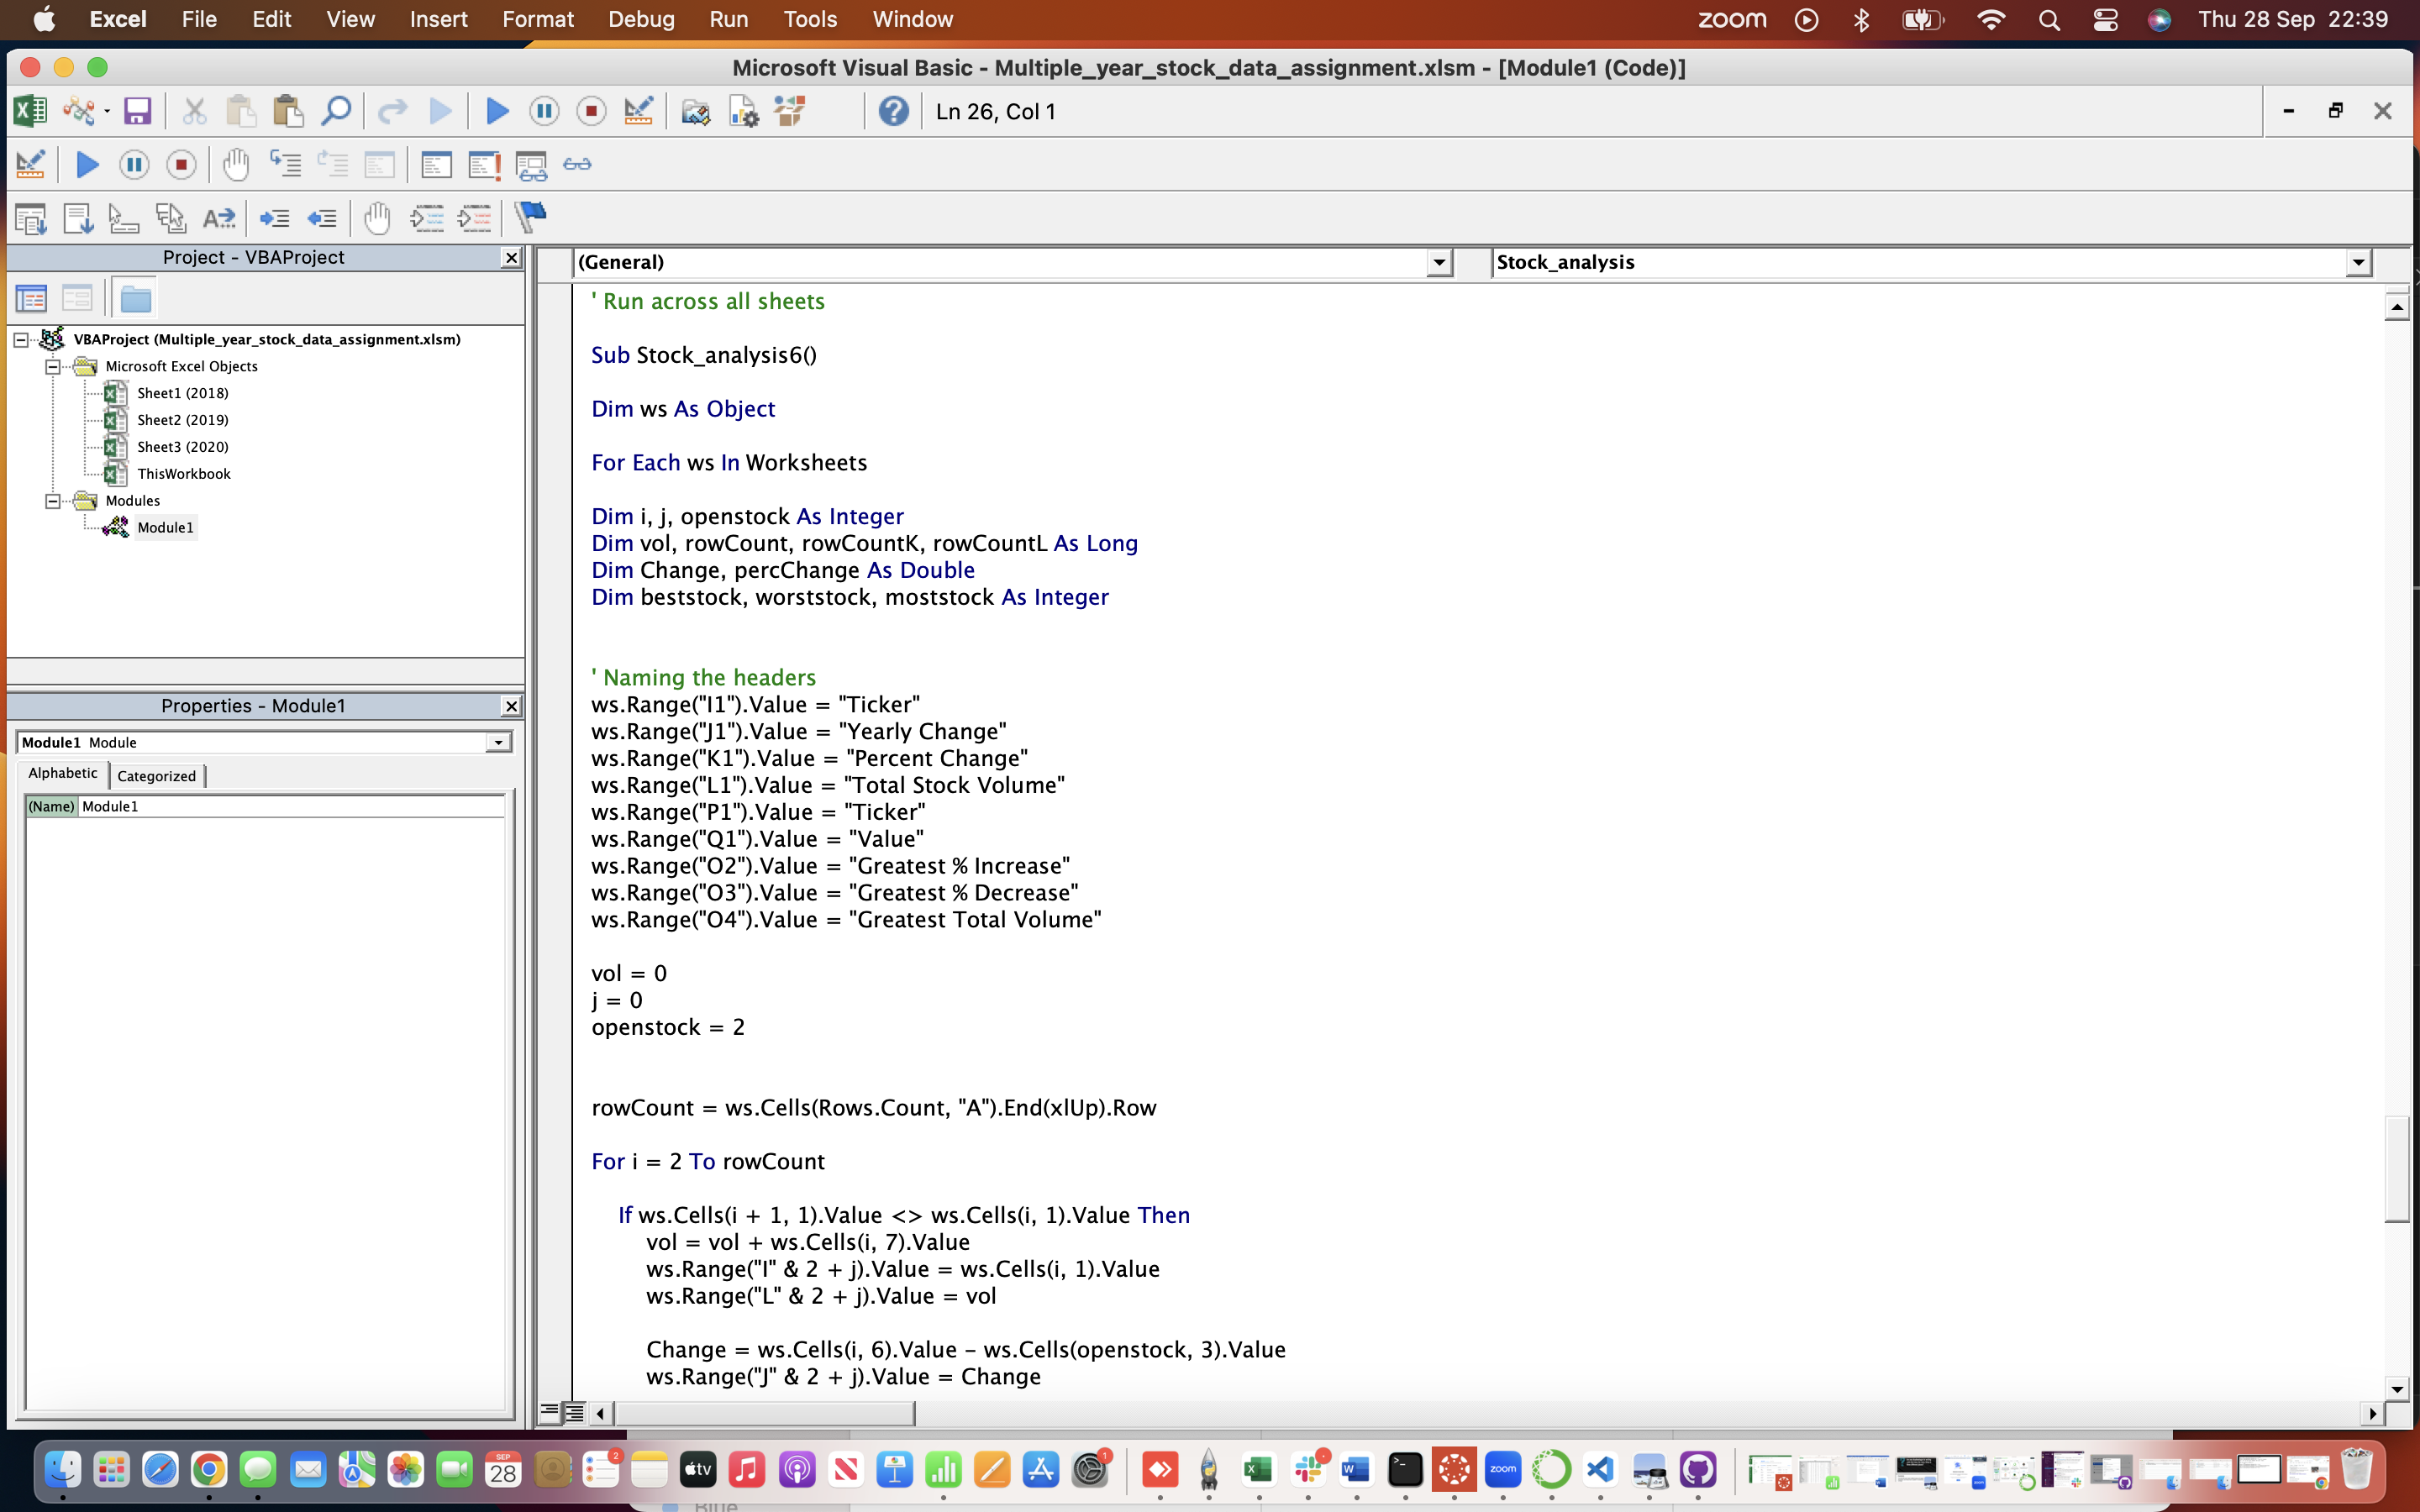 Excel File Edit View Insert Format Debug Run Tools Window zoom Thu 28 Sep 22:39
Microsoft Visual Basic - Multiple_year_stock_data_assignment.xlsm - [Module1 (Code)]
Ln 26, Col 1
Project - VBAProject
(General) Stock_analysis
VBAProject (Multiple_year_stock_data_assignment.xlsm)
Microsoft Excel Objects
Sheet1 (2018)
Sheet2 (2019)
Sheet3 (2020)
ThisWorkbook
Modules
Module1
Properties - Module1
Module1 Module
Alphabetic Categorized
(Name) Module1
' Run across all sheets
Sub Stock_analysis6()
Dim ws As Object
For Each ws In Worksheets
Dim i, j, openstock As Integer
Dim vol, rowCount, rowCountK, rowCountL As Long
Dim Change, percChange As Double
Dim beststock, worststock, moststock As Integer
' Naming the headers
ws.Range("I1").Value = "Ticker"
ws.Range("J1").Value = "Yearly Change"
ws.Range("K1").Value = "Percent Change"
ws.Range("L1").Value = "Total Stock Volume"
ws.Range("P1").Value = "Ticker"
ws.Range("Q1").Value = "Value"
ws.Range("O2").Value = "Greatest % Increase"
ws.Range("O3").Value = "Greatest % Decrease"
ws.Range("O4").Value = "Greatest Total Volume"
vol = 0
j = 0
openstock = 2
rowCount = ws.Cells(Rows.Count, "A").End(xlUp).Row
For i = 2 To rowCount
If ws.Cells(i + 1, 1).Value <> ws.Cells(i, 1).Value Then
vol = vol + ws.Cells(i, 7).Value
ws.Range("I" & 2 + j).Value = ws.Cells(i, 1).Value
ws.Range("L" & 2 + j).Value = vol
Change = ws.Cells(i, 6).Value - ws.Cells(openstock, 3).Value
ws.Range("J" & 2 + j).Value = Change
SEP
28
2
tv
1
zoom